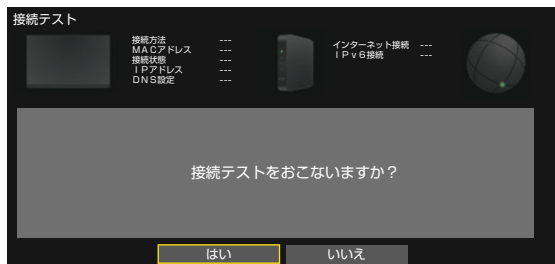 接続テスト
接続方法 ---
MACアドレス ---
接続状態 ---
IPアドレス ---
DNS設定 ---
インターネット接続 ---
IPv6接続 ---
接続テストをおこないますか？
はい
いいえ